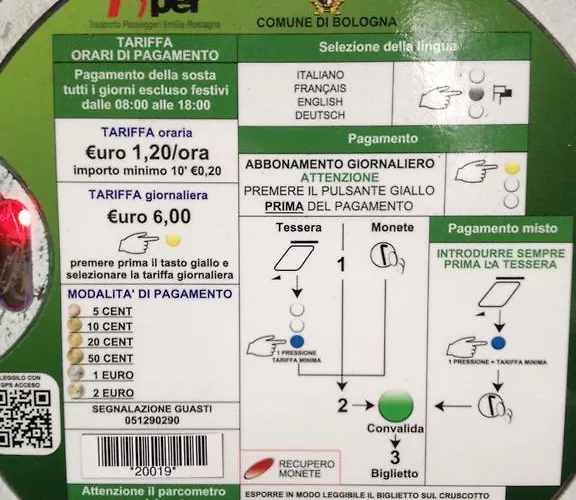 Tper
Trasporto Passeggeri Emilia-Romagna
COMUNE DI BOLOGNA
TARIFFA
ORARI DI PAGAMENTO
Pagamento della sosta
tutti i giorni escluso festivi
dalle 08:00 alle 18:00
TARIFFA oraria
€uro 1,20/ora
importo minimo 10' €0,20
TARIFFA giornaliera
€uro 6,00
premere prima il tasto giallo e
selezionare la tariffa giornaliera
MODALITA' DI PAGAMENTO
5 CENT
10 CENT
20 CENT
50 CENT
1 EURO
2 EURO
SEGNALAZIONE GUASTI
051290290
*20019*
Attenzione il parcometro
LEGGILO CON
GPS ACCESO
Selezione della lingua
ITALIANO
FRANÇAIS
ENGLISH
DEUTSCH
Pagamento
ABBONAMENTO GIORNALIERO
ATTENZIONE
PREMERE IL PULSANTE GIALLO
PRIMA DEL PAGAMENTO
Tessera
Monete
1
1 PRESSIONE
TARIFFA MINIMA
2
Convalida
3
Biglietto
RECUPERO
MONETE
Pagamento misto
INTRODURRE SEMPRE
PRIMA LA TESSERA
1 PRESSIONE = TARIFFA MINIMA
ESPORRE IN MODO LEGGIBILE IL BIGLIETTO SUL CRUSCOTTO